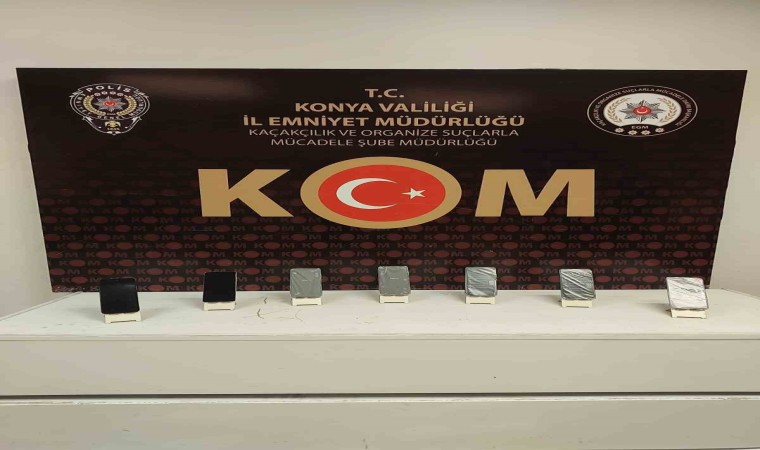 POLİS
T.C.
KONYA VALİLİĞİ
İL EMNİYET MÜDÜRLÜĞÜ
KAÇAKÇILIK VE ORGANİZE SUÇLARLA
MÜCADELE ŞUBE MÜDÜRLÜĞÜ
EGM
KOM